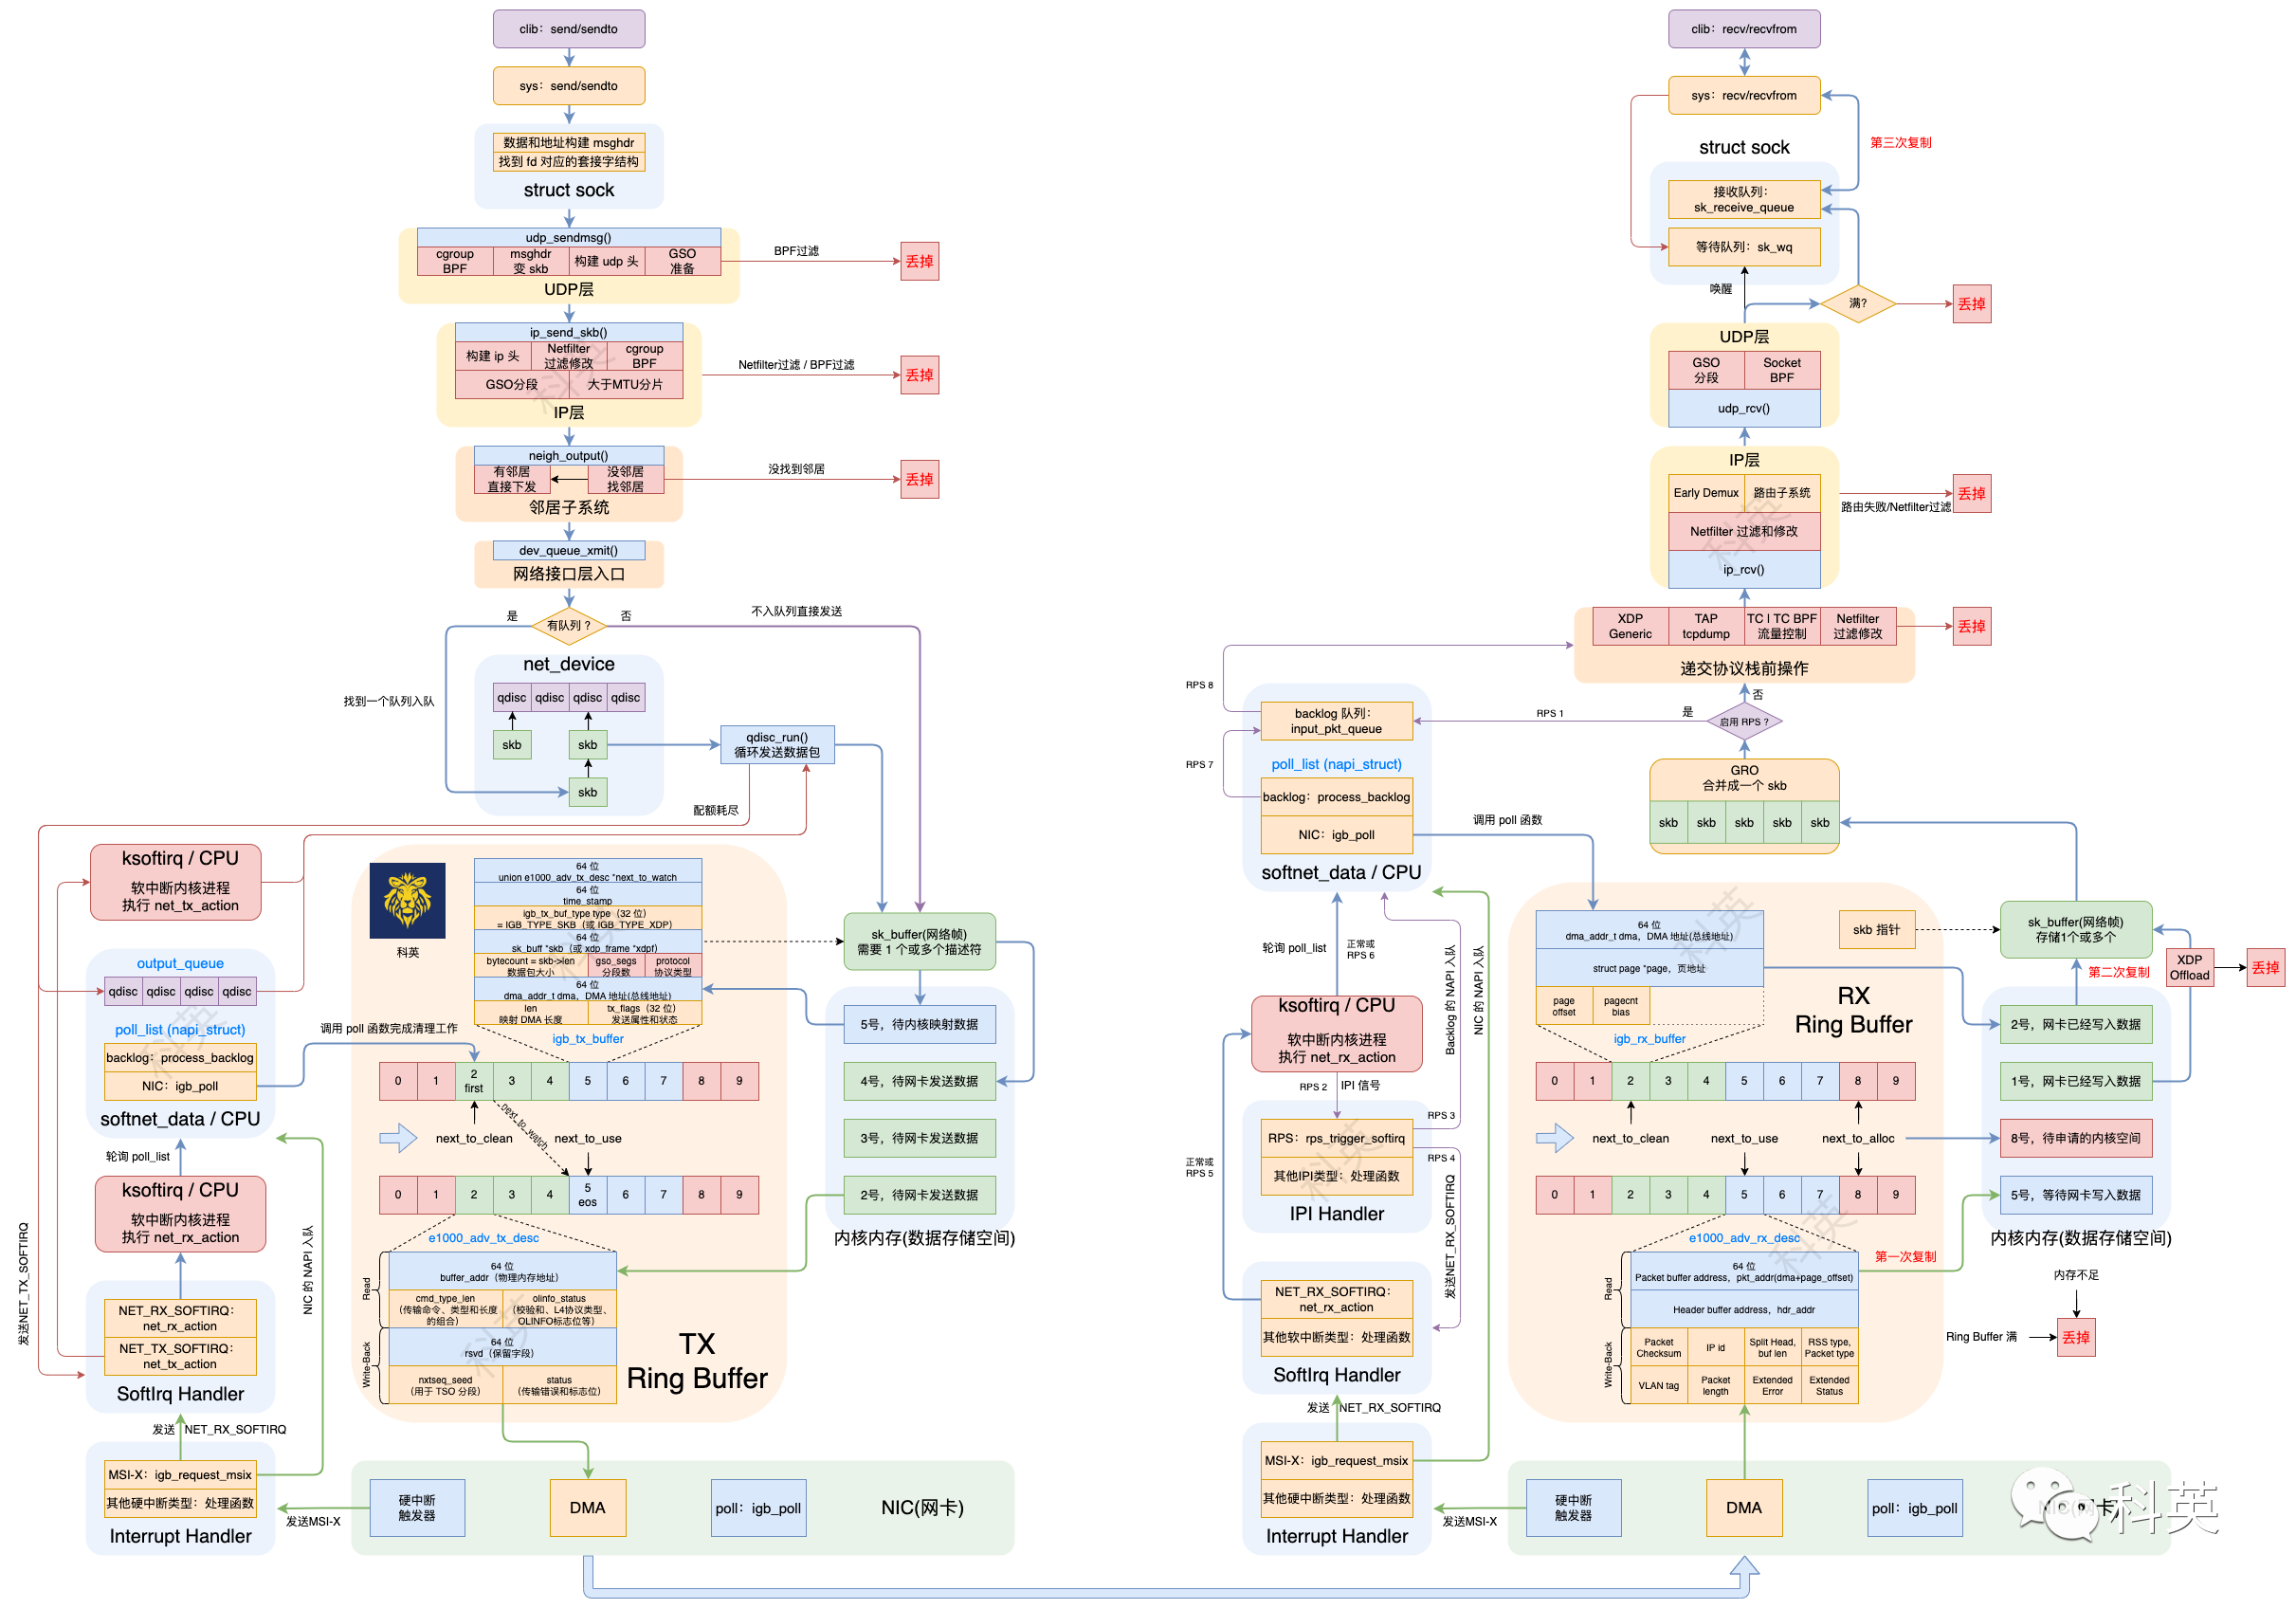 clib：send/sendto
sys：send/sendto
数据和地址构建 msghdr
找到 fd 对应的套接字结构
struct sock
udp_sendmsg()
cgroup
BPF
msghdr
变 skb
构建 udp 头
GSO
准备
UDP层
BPF过滤
丢掉
ip_send_skb()
构建 ip 头
Netfilter
过滤修改
cgroup
BPF
GSO分段
大于MTU分片
IP层
Netfilter过滤 / BPF过滤
丢掉
neigh_output()
有邻居
直接下发
没邻居
找邻居
邻居子系统
没找到邻居
丢掉
dev_queue_xmit()
网络接口层入口
是
有队列？
否
不入队列直接发送
net_device
qdisc
qdisc
qdisc
qdisc
skb
skb
skb
找到一个队列入队
qdisc_run()
循环发送数据包
配额耗尽
ksoftirq / CPU
软中断内核进程
执行 net_tx_action
output_queue
qdisc
qdisc
qdisc
qdisc
poll_list (napi_struct)
backlog：process_backlog
NIC：igb_poll
softnet_data / CPU
调用 poll 函数完成清理工作
轮询 poll_list
ksoftirq / CPU
软中断内核进程
执行 net_rx_action
NET_RX_SOFTIRQ：
net_rx_action
NET_TX_SOFTIRQ：
net_tx_action
SoftIrq Handler
发送NET_TX_SOFTIRQ
NIC 的 NAPI 入队
发送
NET_RX_SOFTIRQ
MSI-X：igb_request_msix
其他硬中断类型：处理函数
Interrupt Handler
发送MSI-X
科英
64 位
union e1000_adv_tx_desc *next_to_watch
64 位
time_stamp
igb_tx_buf_type type（32 位）
= IGB_TYPE_SKB（或 IGB_TYPE_XDP）
64 位
sk_buff *skb（或 xdp_frame *xdpf）
bytecount = skb->len
数据包大小
gso_segs
分段数
protocol
协议类型
64 位
dma_addr_t dma，DMA 地址(总线地址)
len
映射 DMA 长度
tx_flags（32 位）
发送属性和状态
igb_tx_buffer
0
1
2
first
3
4
5
6
7
8
9
next_to_clean
next_to_watch
next_to_use
0
1
2
3
4
5
eos
6
7
8
9
e1000_adv_tx_desc
Read
64 位
buffer_addr（物理内存地址）
cmd_type_len
（传输命令、类型和长度
的组合）
olinfo_status
（校验和、L4协议类型、
OLINFO标志位等）
Write-Back
64 位
rsvd（保留字段）
nxtseq_seed
（用于 TSO 分段）
status
（传输错误和标志位）
TX
Ring Buffer
sk_buffer(网络帧)
需要 1 个或多个描述符
5号，待内核映射数据
4号，待网卡发送数据
3号，待网卡发送数据
2号，待网卡发送数据
内核内存(数据存储空间)
硬中断
触发器
DMA
poll：igb_poll
NIC(网卡)
clib：recv/recvfrom
sys：recv/recvfrom
第三次复制
struct sock
接收队列：
sk_receive_queue
等待队列：sk_wq
唤醒
满？
丢掉
UDP层
GSO
分段
Socket
BPF
udp_rcv()
IP层
Early Demux
路由子系统
Netfilter 过滤和修改
ip_rcv()
丢掉
路由失败/Netfilter过滤
XDP
Generic
TAP
tcpdump
TC | TC BPF
流量控制
Netfilter
过滤修改
丢掉
递交协议栈前操作
否
启用 RPS？
是
RPS 1
RPS 8
backlog 队列：
input_pkt_queue
RPS 7
poll_list (napi_struct)
backlog：process_backlog
NIC：igb_poll
softnet_data / CPU
调用 poll 函数
GRO
合并成一个 skb
skb
skb
skb
skb
skb
轮询 poll_list
正常或
RPS 6
Backlog 的 NAPI 入队
NIC 的 NAPI 入队
ksoftirq / CPU
软中断内核进程
执行 net_rx_action
RPS 2
IPI 信号
RPS 3
RPS：rps_trigger_softirq
其他IPI类型：处理函数
IPI Handler
RPS 4
正常或
RPS 5
发送NET_RX_SOFTIRQ
NET_RX_SOFTIRQ：
net_rx_action
其他软中断类型：处理函数
SoftIrq Handler
发送
NET_RX_SOFTIRQ
MSI-X：igb_request_msix
其他硬中断类型：处理函数
Interrupt Handler
发送MSI-X
64 位
dma_addr_t dma，DMA 地址(总线地址)
struct page *page，页地址
page
offset
pagecnt
bias
igb_rx_buffer
skb 指针
RX
Ring Buffer
0
1
2
3
4
5
6
7
8
9
next_to_clean
next_to_use
next_to_alloc
0
1
2
3
4
5
6
7
8
9
e1000_adv_rx_desc
第一次复制
Read
64 位
Packet buffer address，pkt_addr(dma+page_offset)
Header buffer address，hdr_addr
Write-Back
Packet
Checksum
IP id
Split Head,
buf len
RSS type,
Packet type
VLAN tag
Packet
length
Extended
Error
Extended
Status
sk_buffer(网络帧)
存储1个或多个
第二次复制
XDP
Offload
丢掉
2号，网卡已经写入数据
1号，网卡已经写入数据
8号，待申请的内核空间
5号，等待网卡写入数据
内核内存(数据存储空间)
内存不足
Ring Buffer 满
丢掉
硬中断
触发器
DMA
poll：igb_poll
科英